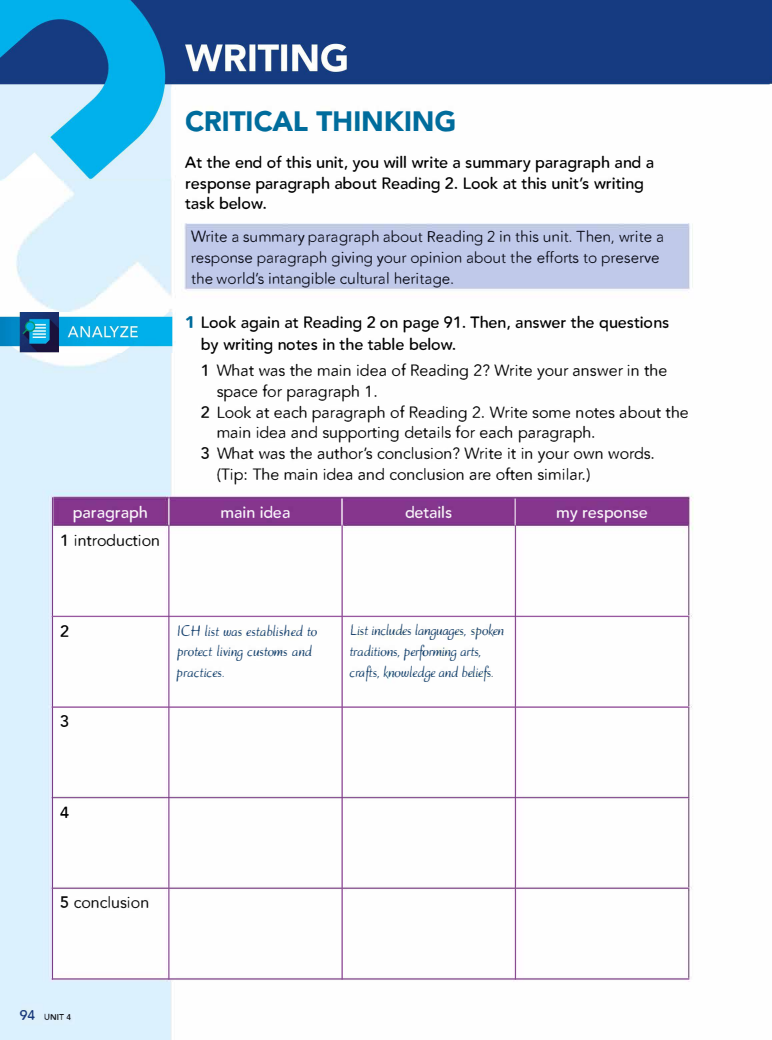 WRITING
CRITICAL THINKING
At the end of this unit, you will write a summary paragraph and a
response paragraph about Reading 2. Look at this unit's writing
task below.
Write a summary paragraph about Reading 2 in this unit. Then, write a
response paragraph giving your opinion about the efforts to preserve
the world's intangible cultural heritage.
ANALYZE
1 Look again at Reading 2 on page 91. Then, answer the questions
by writing notes in the table below.
1 What was the main idea of Reading 2? Write your answer in the
space for paragraph 1.
2 Look at each paragraph of Reading 2. Write some notes about the
main idea and supporting details for each paragraph.
3 What was the author's conclusion? Write it in your own words.
(Tip: The main idea and conclusion are often similar.)
paragraph main idea details my response
1 introduction
2
ICH list was established to
protect living customs and
practices.
List includes languages, spoken
traditions, performing arts,
crafts, knowledge and beliefs.
3
4
5 conclusion
94 UNIT 4